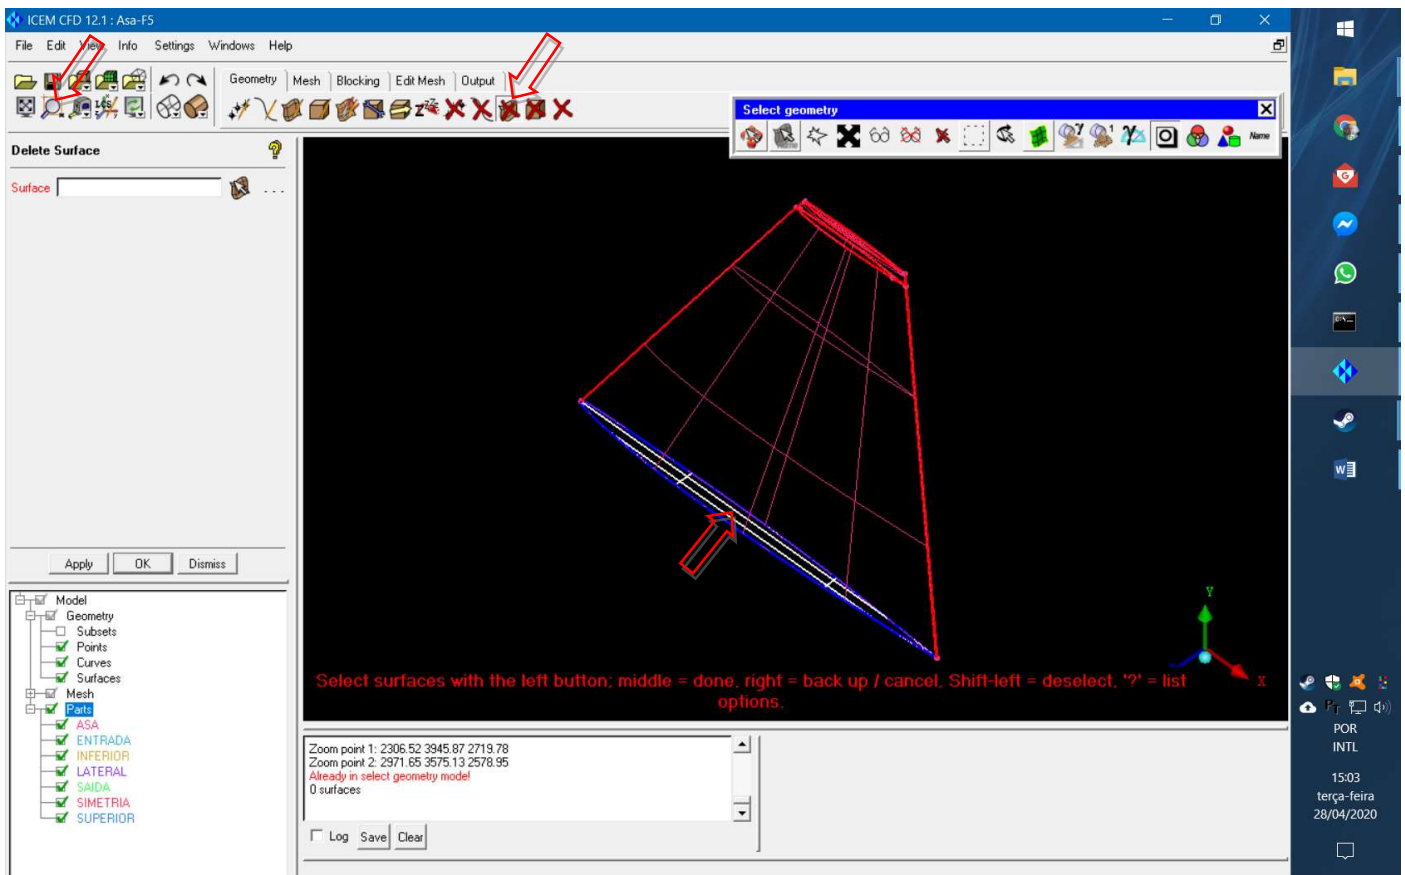 ICEM CFD 12.1 : Asa-F5
File Edit View Info Settings Windows Help
Geometry Mesh Blocking Edit Mesh Output
Select geometry
Name
Delete Surface
Surface
...
Apply OK Dismiss
Model
Geometry
Subsets
Points
Curves
Surfaces
Mesh
Parts
ASA
ENTRADA
INFERIOR
LATERAL
SAIDA
SIMETRIA
SUPERIOR
Y
X
Select surfaces with the left button; middle = done, right = back up / cancel, Shift-left = deselect, '?' = list
options.
Zoom point 1: 2306.52 3945.87 2719.78
Zoom point 2: 2971.65 3575.13 2578.95
Already in select geometry mode!
0 surfaces
Log Save Clear
POR
INTL
15:03
terça-feira
28/04/2020